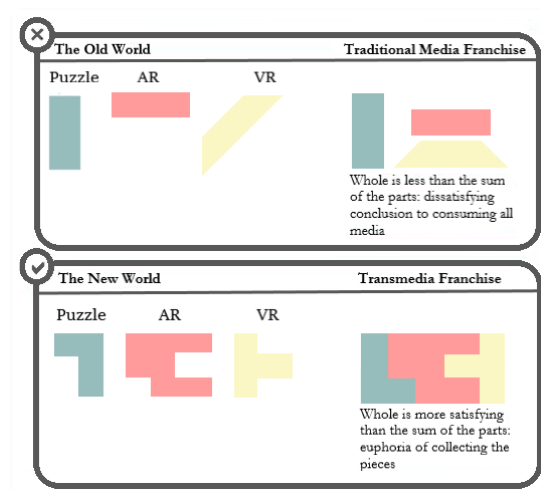 The Old World
Traditional Media Franchise
Puzzle AR VR
Whole is less than the sum
of the parts: dissatisfying
conclusion to consuming all
media
The New World
Transmedia Franchise
Puzzle AR VR
Whole is more satisfying
than the sum of the parts:
euphoria of collecting the
pieces